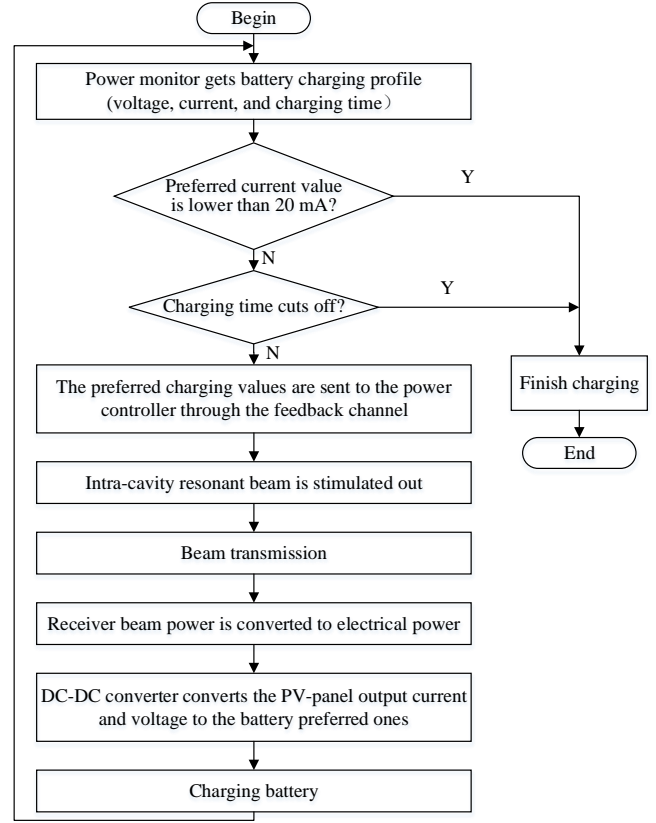 Begin
Power monitor gets battery charging profile
(voltage, current, and charging time）
Preferred current value
is lower than 20 mA?
Y
N
Charging time cuts off?
Y
N
The preferred charging values are sent to the power
controller through the feedback channel
Finish charging
End
Intra-cavity resonant beam is stimulated out
Beam transmission
Receiver beam power is converted to electrical power
DC-DC converter converts the PV-panel output current
and voltage to the battery preferred ones
Charging battery